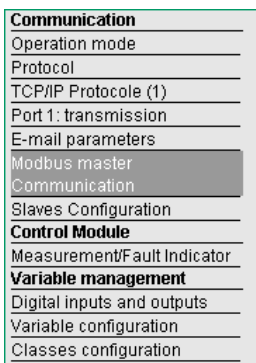 Communication
Operation mode
Protocol
TCP/IP Protocole (1)
Port 1: transmission
E-mail parameters
Modbus master
Communication
Slaves Configuration
Control Module
Measurement/Fault Indicator
Variable management
Digital inputs and outputs
Variable configuration
Classes configuration